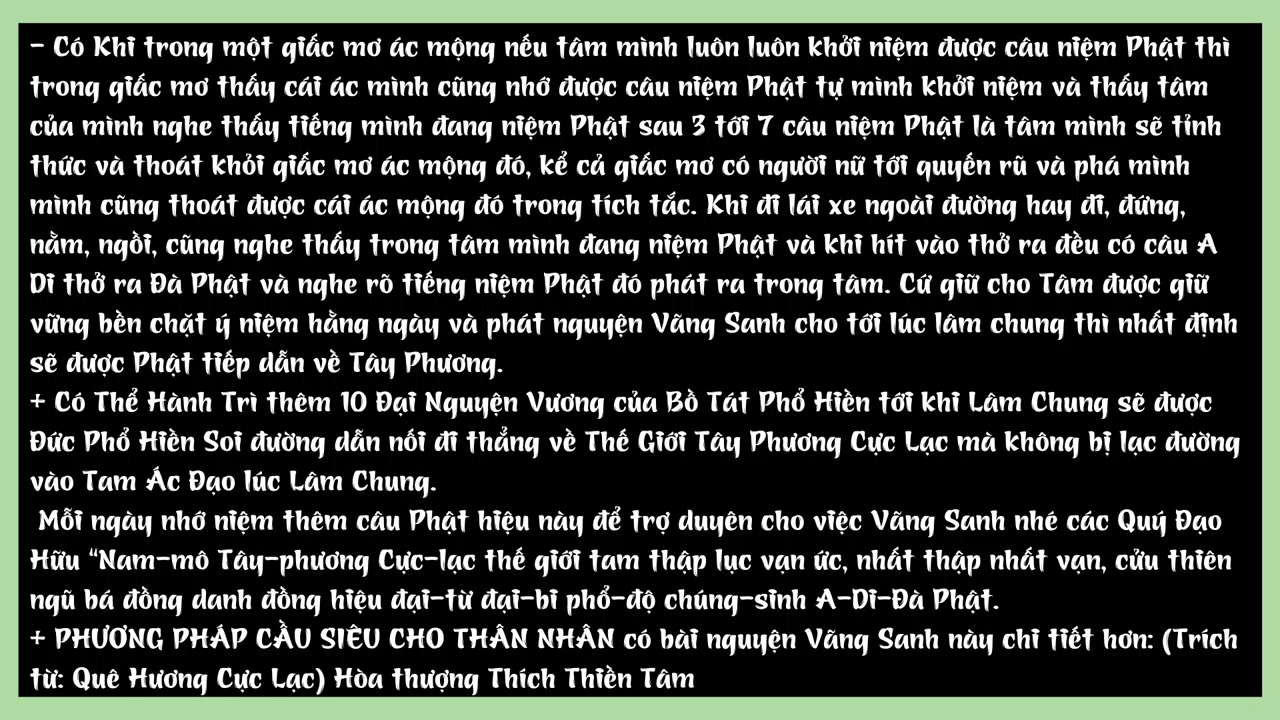 - Có Khi trong một giấc mơ ác mộng nếu tâm mình luôn luôn khởi niệm được câu niệm Phật thì
trong giấc mơ thấy cái ác mình cũng nhớ được câu niệm Phật tự mình khởi niệm và thấy tâm
của mình nghe thấy tiếng mình đang niệm Phật sau 3 tới 7 câu niệm Phật là tâm mình sẽ tỉnh
thức và thoát khỏi giấc mơ ác mộng đó, kể cả giấc mơ có người nữ tới quyến rũ và phá mình
mình cũng thoát được cái ác mộng đó trong tích tắc. Khi đi lái xe ngoài đường hay đi, đứng,
nằm, ngồi, cũng nghe thấy trong tâm mình đang niệm Phật và khi hít vào thở ra đều có câu A
Di thở ra Đà Phật và nghe rõ tiếng niệm Phật đó phát ra trong tâm. Cứ giữ cho Tâm được giữ
vững bền chặt ý niệm hằng ngày và phát nguyện Vãng Sanh cho tới lúc lâm chung thì nhất định
sẽ được Phật tiếp dẫn về Tây Phương.
+ Có Thể Hành Trì thêm 10 Đại Nguyện Vương của Bồ Tát Phổ Hiền tới khi Lâm Chung sẽ được
Đức Phổ Hiền Soi đường dẫn nối đi thẳng về Thế Giới Tây Phương Cực Lạc mà không bị lạc đường
vào Tam Ác Đạo lúc Lâm Chung.
Mỗi ngày nhớ niệm thêm câu Phật hiệu này để trợ duyên cho việc Vãng Sanh nhé các Quý Đạo
Hữu "Nam-mô Tây-phương Cực-lạc thế giới tam thập lục vạn ức, nhất thập nhất vạn, cửu thiên
ngũ bá đồng danh đồng hiệu đại-từ đại-bi phổ-độ chúng-sinh A-Di-Đà Phật.
+ PHƯƠNG PHÁP CẦU SIÊU CHO THÂN NHÂN có bài nguyện Vãng Sanh này chi tiết hơn: (Trích
từ: Quê Hương Cực Lạc) Hòa thượng Thích Thiền Tâm